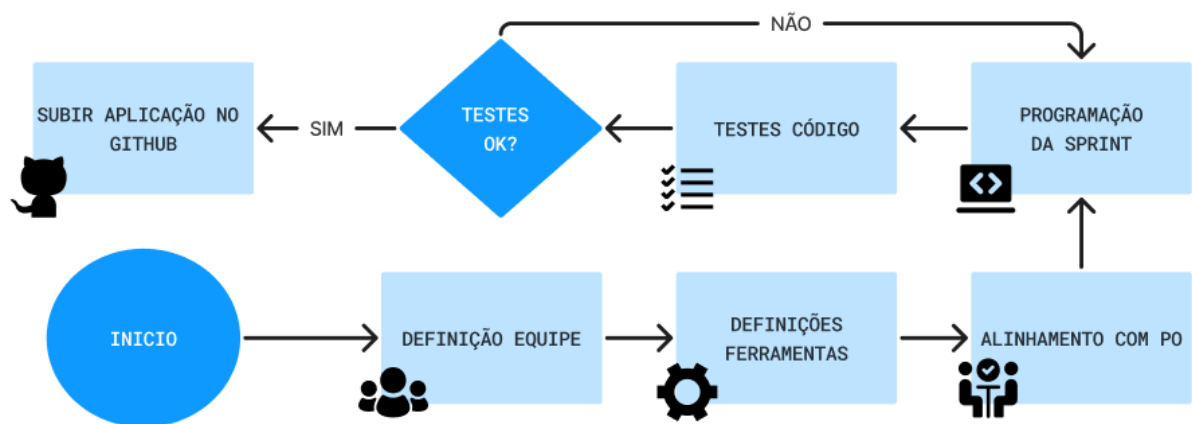 NÃO
SUBIR APLICAÇÃO NO
GITHUB
SIM
TESTES
OK?
TESTES CÓDIGO
PROGRAMAÇÃO
DA SPRINT
INICIO
DEFINIÇÃO EQUIPE
DEFINIÇÕES
FERRAMENTAS
ALINHAMENTO COM PO